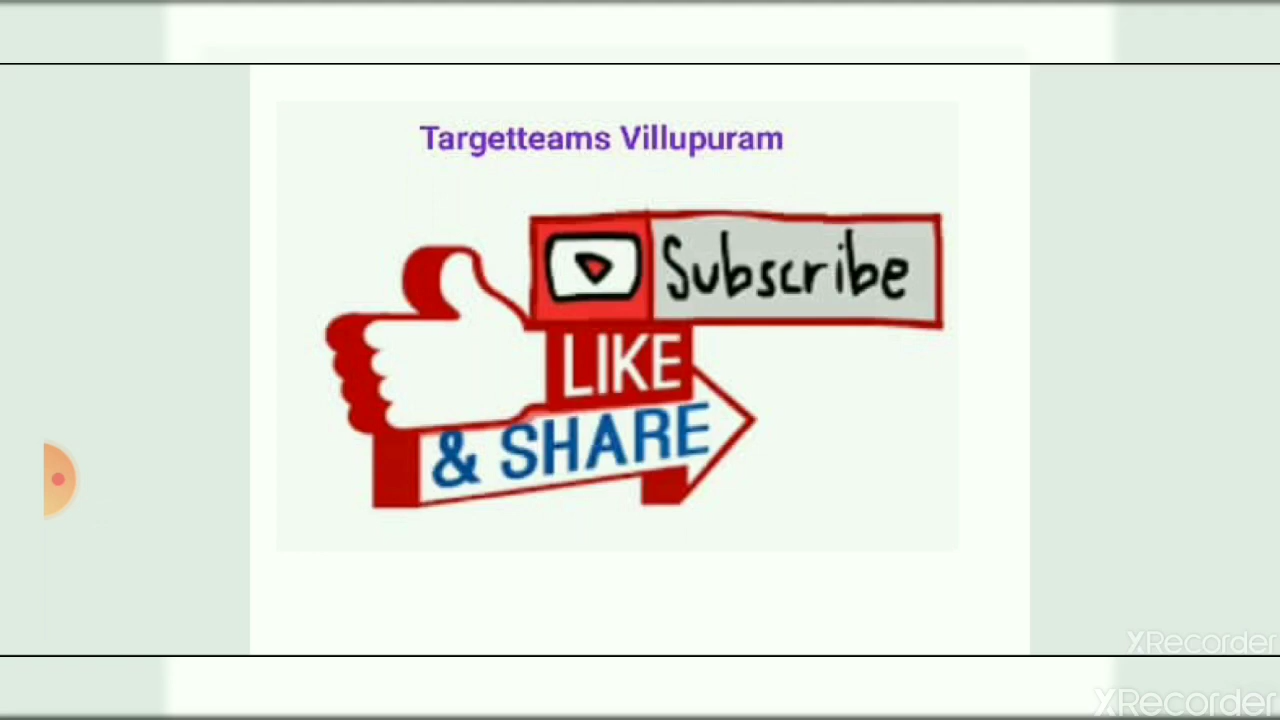 Targetteams Villupuram
Subscribe
LIKE
& SHARE
XRecorder
XRecorder